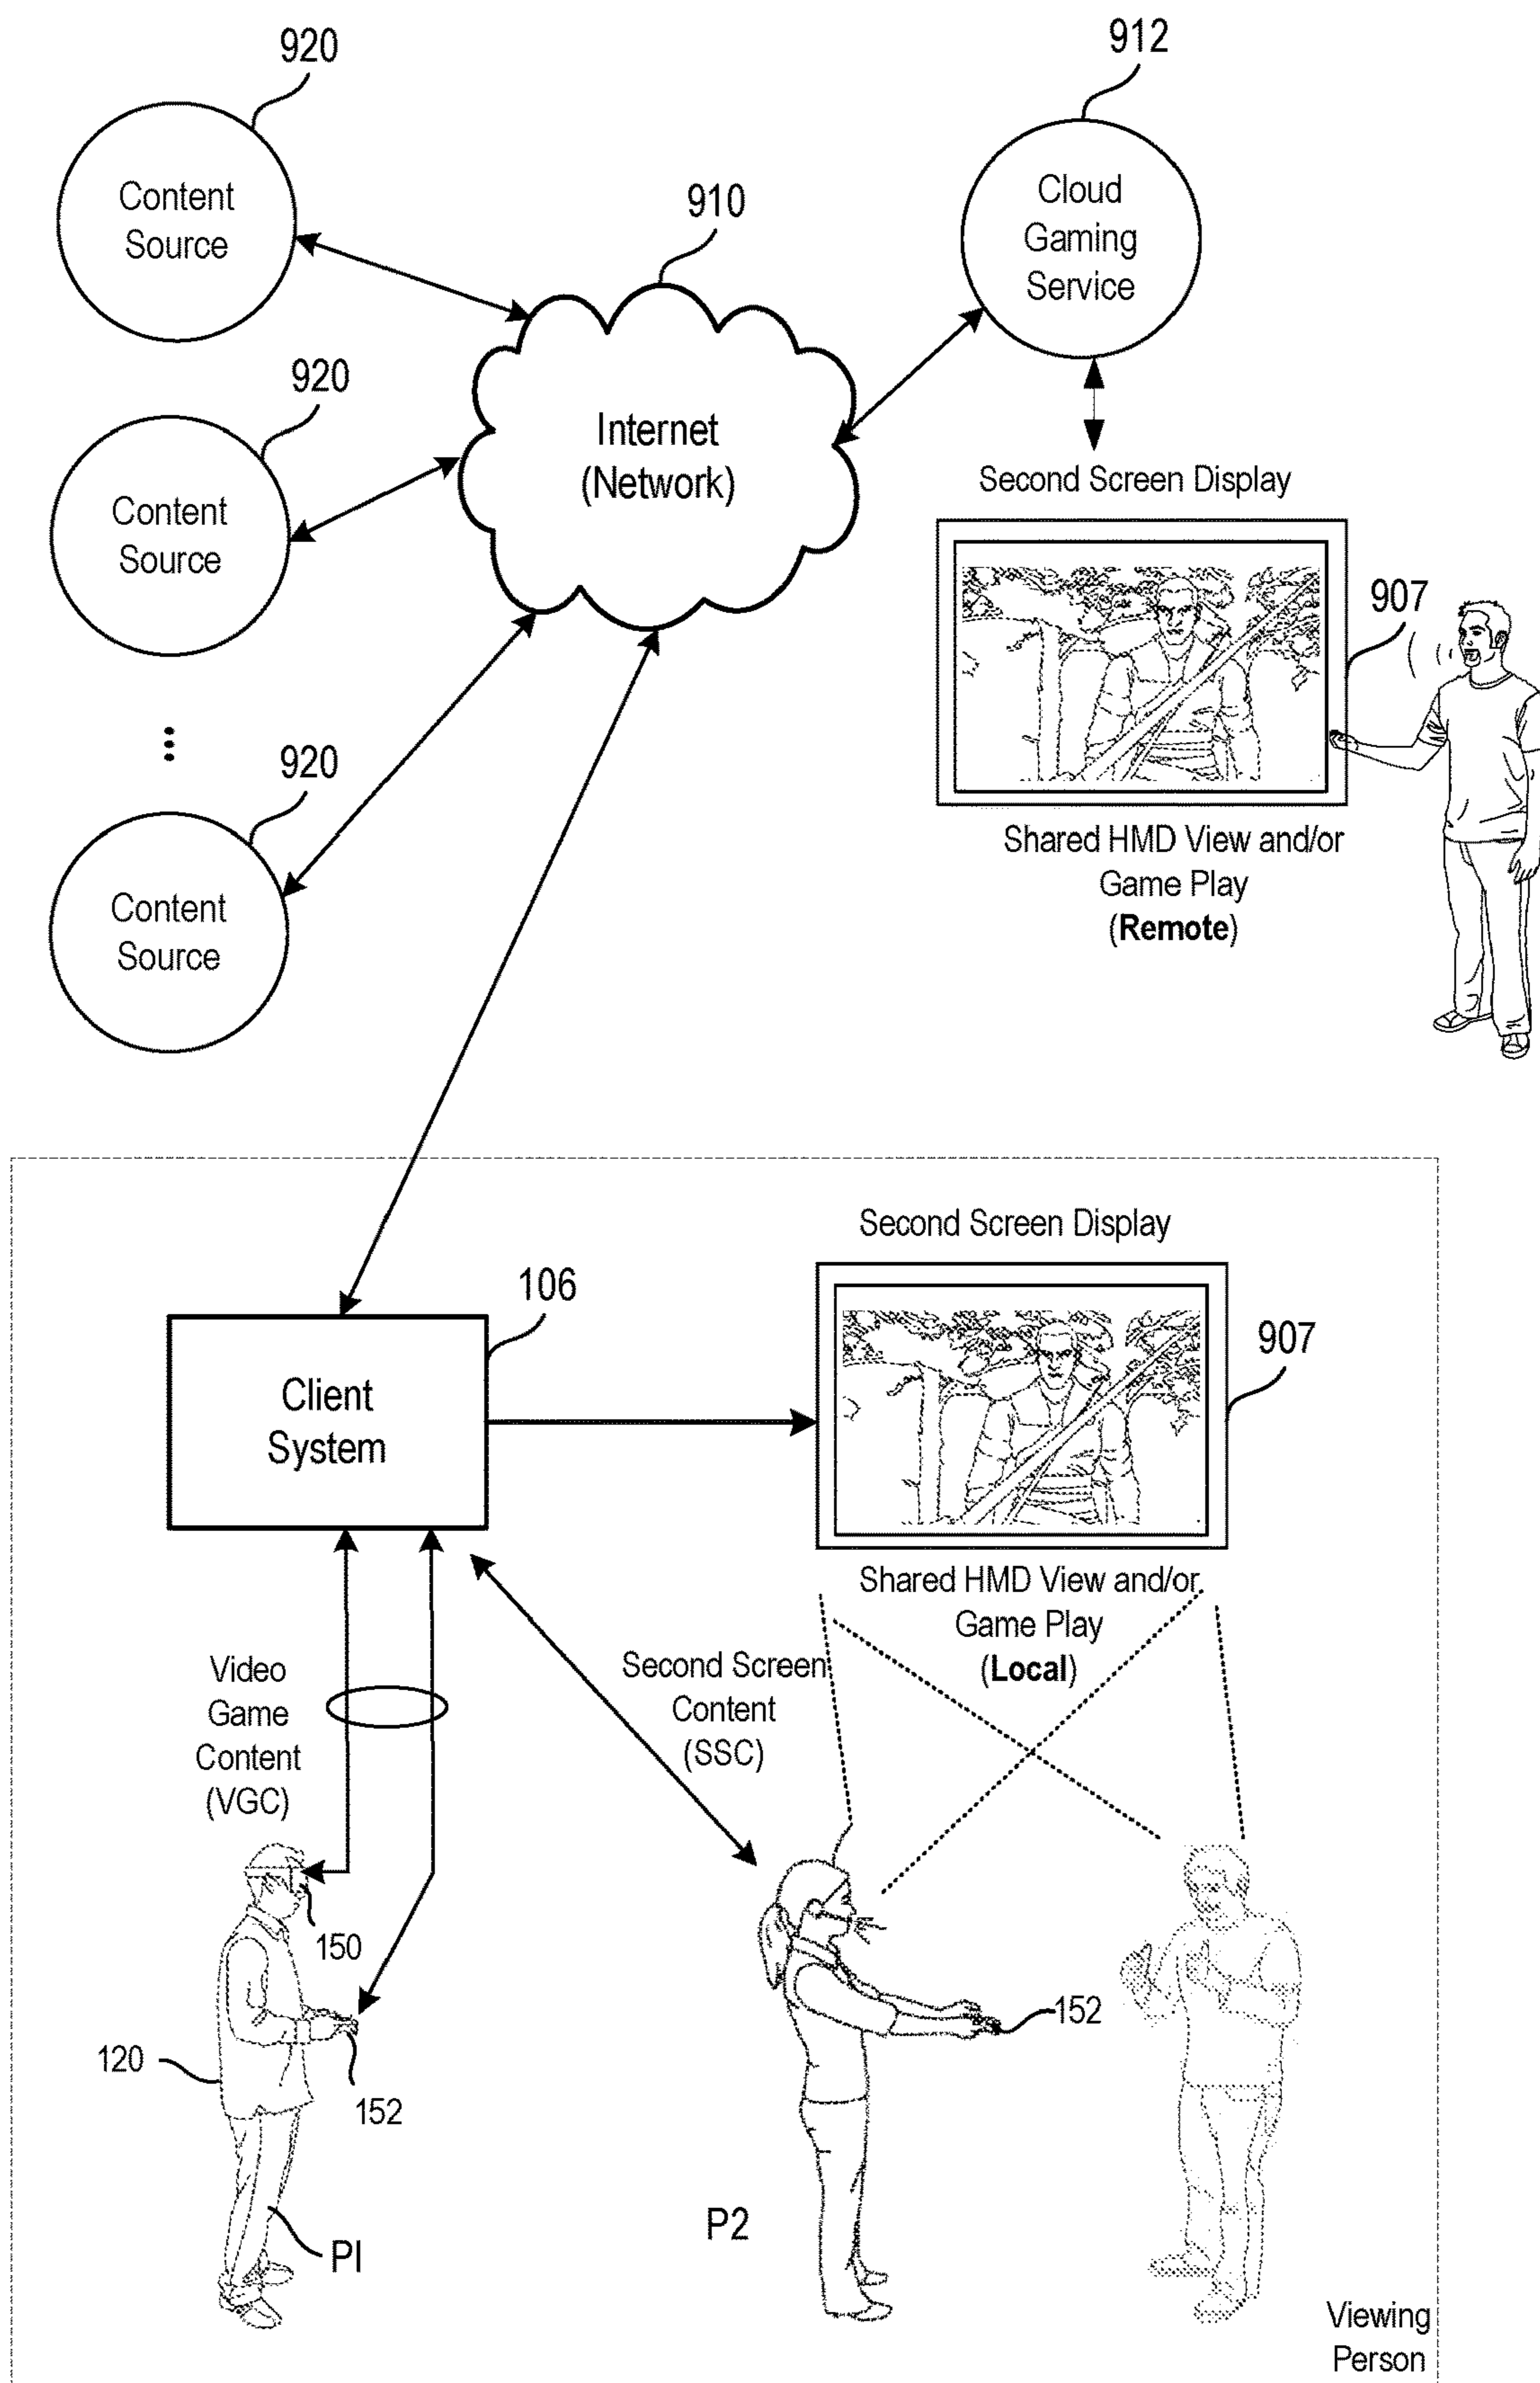 920
912
Content
Source
910
Cloud
Gaming
Service
920
Content
Source
Internet
(Network)
Second Screen Display
907
920
Content
Source
Shared HMD View and/or
Game Play
(Remote)
Second Screen Display
106
907
Client
System
Shared HMD View and/or
Game Play
(Local)
Video
Game
Content
(VGC)
Second Screen
Content
(SSC)
150
152
120
152
P2
PI
Viewing
Person